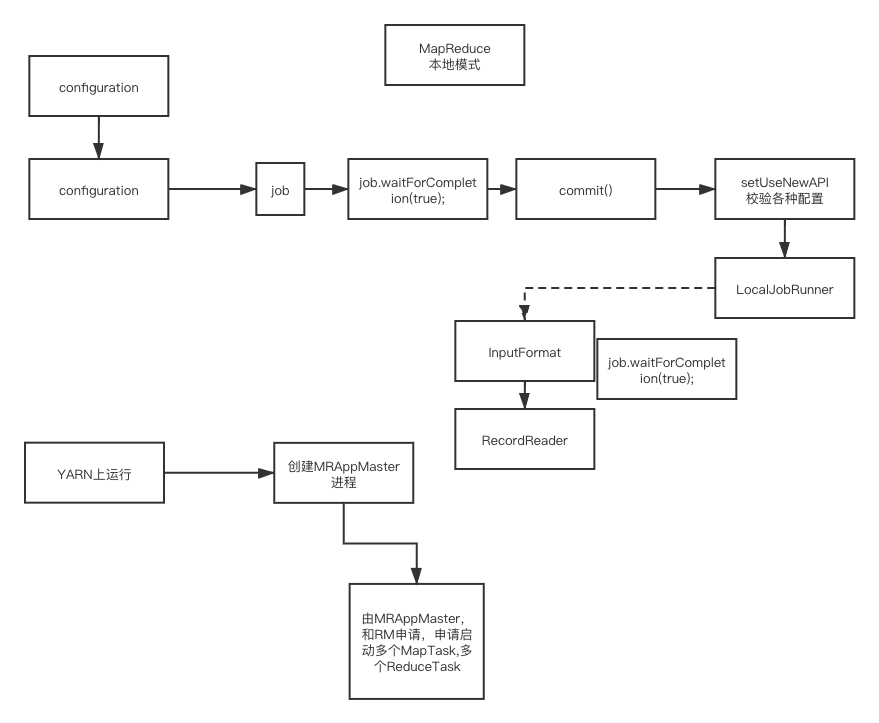 MapReduce
本地模式
configuration
configuration
job
job.waitForComplet
ion(true);
commit()
setUseNewAPI
校验各种配置
LocalJobRunner
InputFormat
job.waitForComplet
ion(true);
RecordReader
YARN上运行
创建MRAppMaster
进程
由MRAppMaster，
和RM申请，申请启
动多个MapTask,多
个ReduceTask